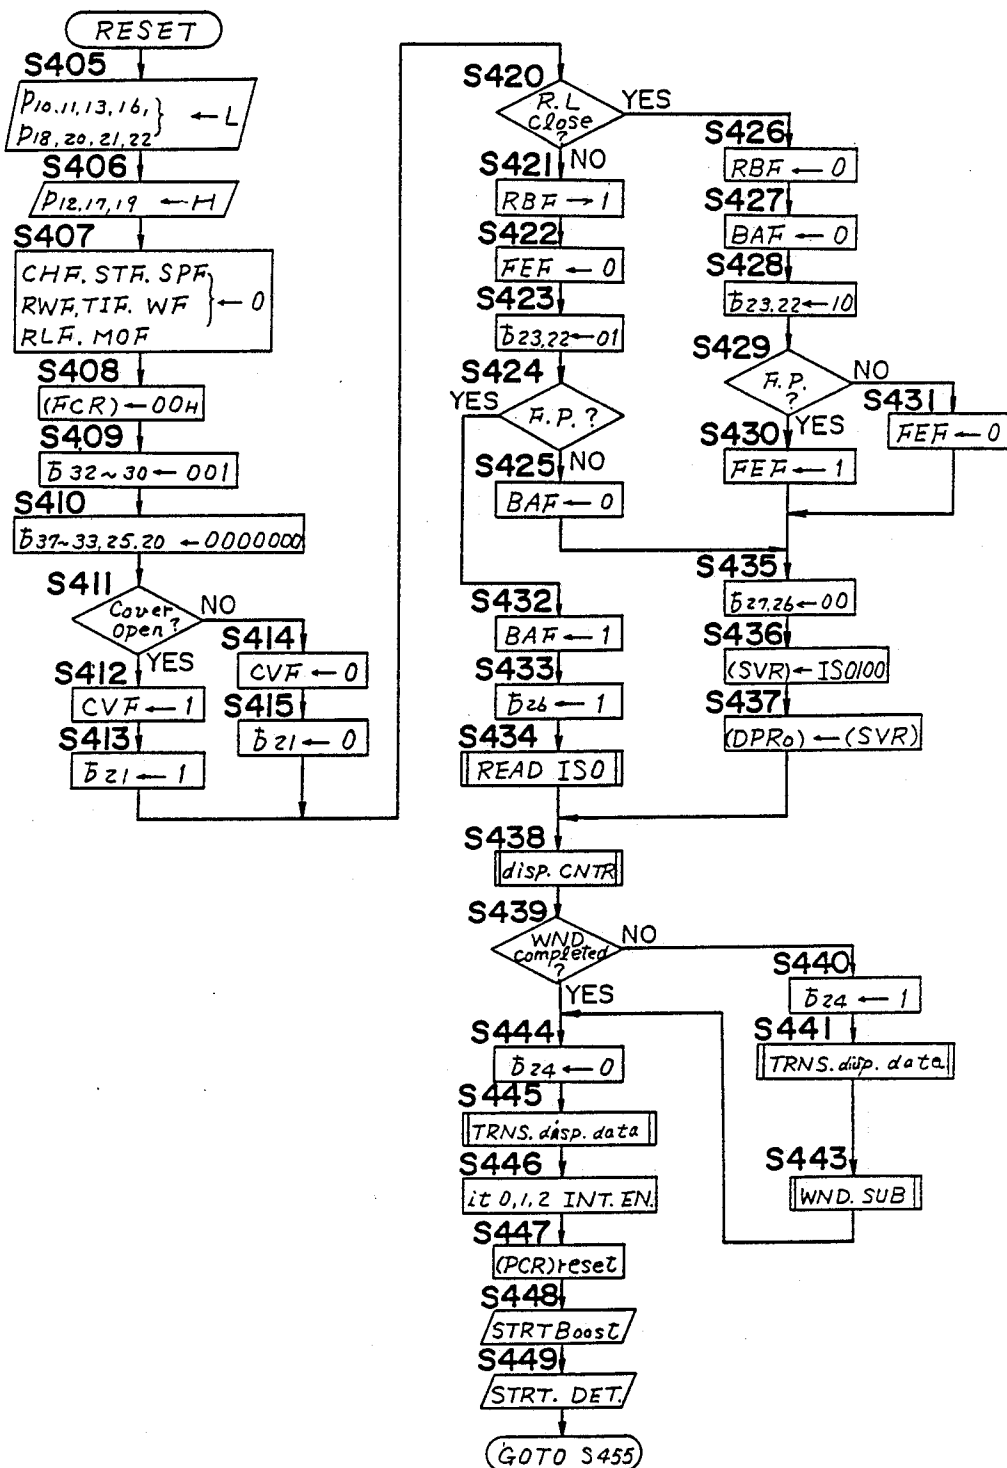 RESET
S405
P10.11,13,16,
P18,20,21,22 } ← L
S406
P12,17,19 ← H
S407
CHF. STF. SPF
RWF, TIF. WF } ← 0
RLF. MOF
S408
(FCR) ← 00H
S409
b32~30 ← 001
S410
b37~33,25.20 ← 0000000
S411
Cover
open?
NO
YES
S412
CVF ← 1
S413
b21 ← 1
S414
CVF ← 0
S415
b21 ← 0
S420
R.L
close
?
YES
NO
S421
RBF → 1
S422
FEF ← 0
S423
b23,22 ← 01
S424
YES
F.P.?
NO
S425
BAF ← 0
S426
RBF ← 0
S427
BAF ← 0
S428
b23,22 ← 10
S429
F.P.
?
NO
YES
S430
FEF ← 1
S431
FEF ← 0
S432
BAF ← 1
S433
b26 ← 1
S434
READ ISO
S435
b27,26 ← 00
S436
(SVR) ← ISO100
S437
(DPR0) ← (SVR)
S438
disp. CNTR
S439
WND
completed
?
NO
YES
S440
b24 ← 1
S441
TRNS. disp. data
S443
WND. SUB
S444
b24 ← 0
S445
TRNS. disp. data
S446
it 0,1,2 INT. EN.
S447
(PCR) reset
S448
STRT Boost
S449
STRT. DET.
GOTO S455